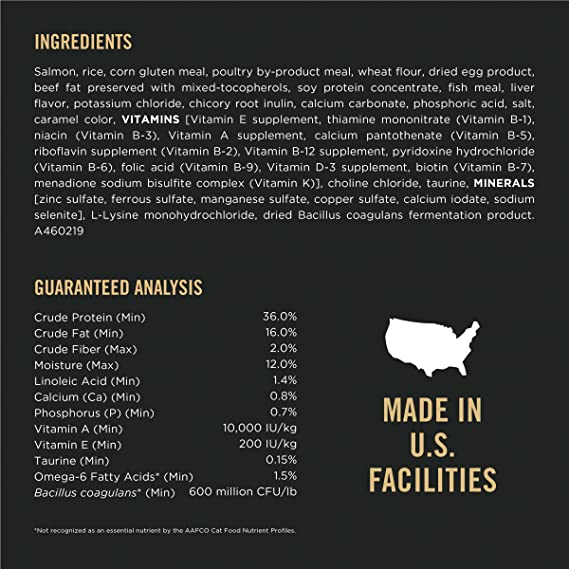 INGREDIENTS
Salmon, rice, corn gluten meal, poultry by-product meal, wheat flour, dried egg product,
beef fat preserved with mixed-tocopherols, soy protein concentrate, fish meal, liver
flavor, potassium chloride, chicory root inulin, calcium carbonate, phosphoric acid, salt,
caramel color, VITAMINS [Vitamin E supplement, thiamine mononitrate (Vitamin B-1),
niacin (Vitamin B-3), Vitamin A supplement, calcium pantothenate (Vitamin B-5),
riboflavin supplement (Vitamin B-2), Vitamin B-12 supplement, pyridoxine hydrochloride
(Vitamin B-6), folic acid (Vitamin B-9), Vitamin D-3 supplement, biotin (Vitamin B-7),
menadione sodium bisulfite complex (Vitamin K)], choline chloride, taurine, MINERALS
[zinc sulfate, ferrous sulfate, manganese sulfate, copper sulfate, calcium iodate, sodium
selenite], L-Lysine monohydrochloride, dried Bacillus coagulans fermentation product.
A460219
GUARANTEED ANALYSIS
Crude Protein (Min) 36.0%
Crude Fat (Min) 16.0%
Crude Fiber (Max) 2.0%
Moisture (Max) 12.0%
Linoleic Acid (Min) 1.4%
Calcium (Ca) (Min) 0.8%
Phosphorus (P) (Min) 0.7%
Vitamin A (Min) 10,000 IU/kg
Vitamin E (Min) 200 IU/kg
Taurine (Min) 0.15%
Omega-6 Fatty Acids* (Min) 1.5%
Bacillus coagulans* (Min) 600 million CFU/lb
*Not recognized as an essential nutrient by the AAFCO Cat Food Nutrient Profiles.
MADE IN
U.S.
FACILITIES